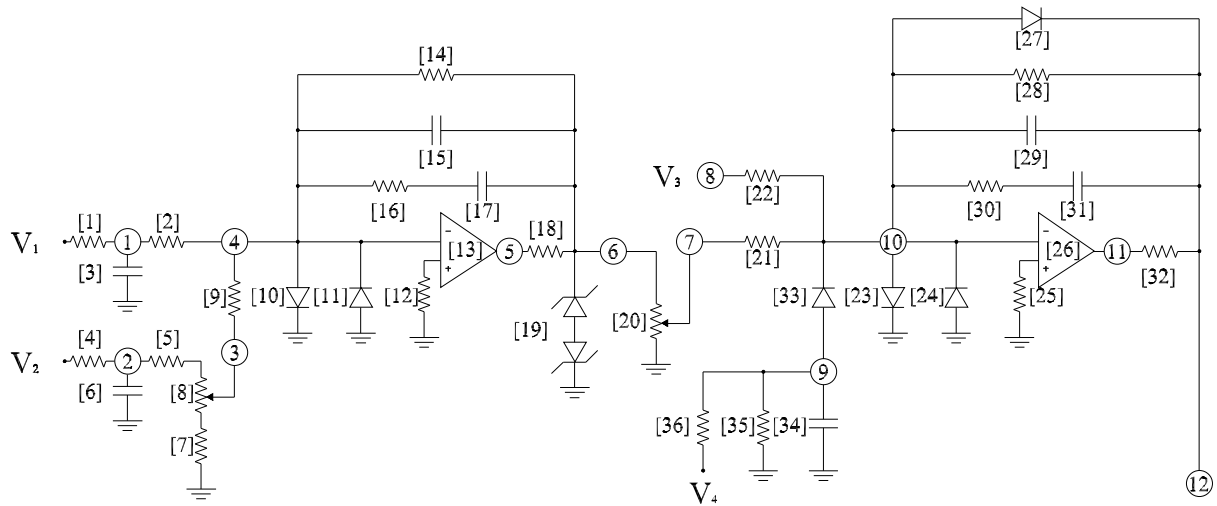 [27]
[14]
[28]
[15]
[29]
V₃ 8 [22]
[16] [17]
[30] [31]
[1] [2]
[18]
V₁ 1 4 [13] 5 6 7 10 [26] 11
- +
- +
[21] [32]
[3]
[9] [10] [11] [12] [33] [23] [24] [25]
[19] [20]
[4] [5]
V₂ 2 3
[6] [8] 9
[7] [36] [35] [34]
V₄ 12